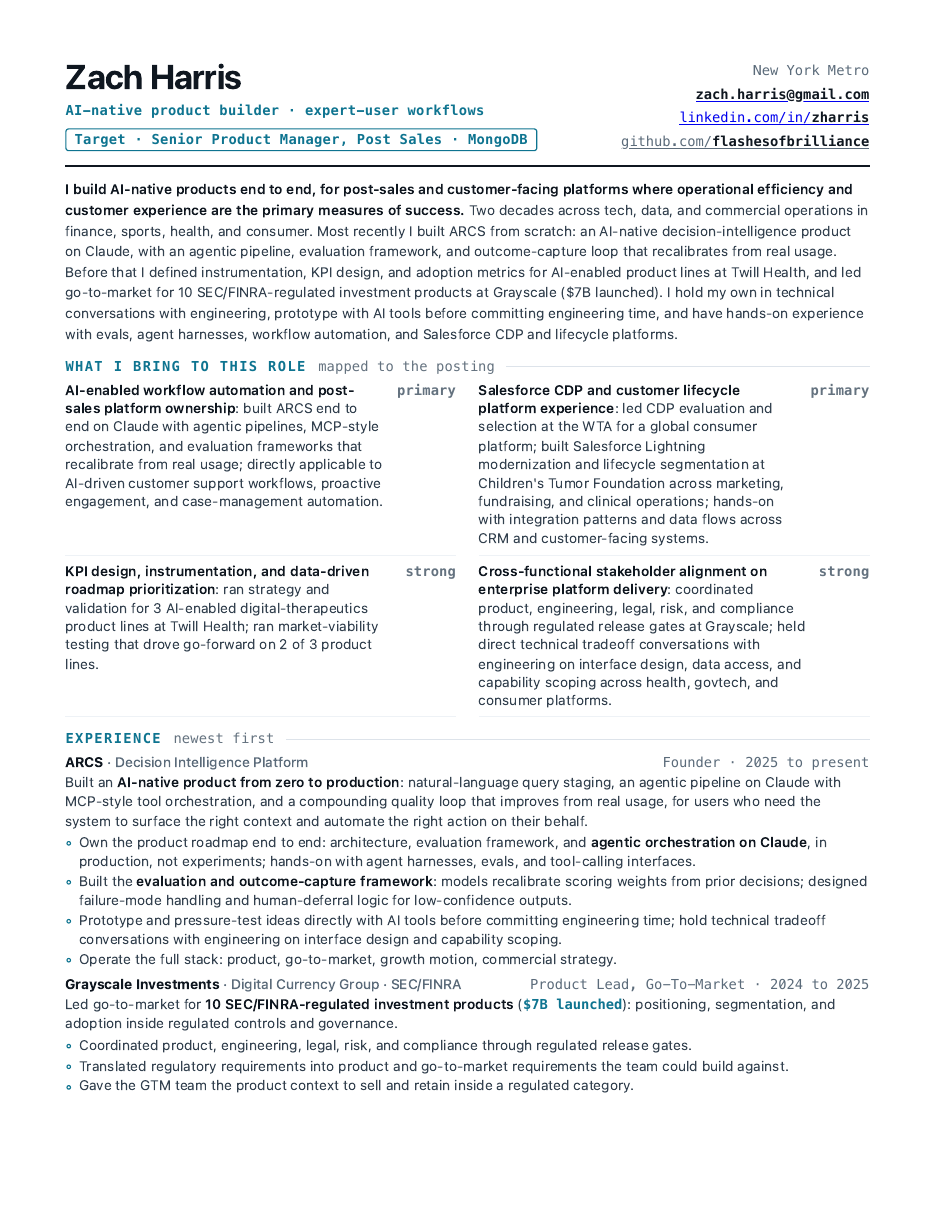 Zach Harris
AI-native product builder · expert-user workflows
Target · Senior Product Manager, Post Sales · MongoDB
New York Metro
zach.harris@gmail.com
linkedin.com/in/zharris
github.com/flashesofbrilliance
I build AI-native products end to end, for post-sales and customer-facing platforms where operational efficiency and
customer experience are the primary measures of success. Two decades across tech, data, and commercial operations in
finance, sports, health, and consumer. Most recently I built ARCS from scratch: an AI-native decision-intelligence product
on Claude, with an agentic pipeline, evaluation framework, and outcome-capture loop that recalibrates from real usage.
Before that I defined instrumentation, KPI design, and adoption metrics for AI-enabled product lines at Twill Health, and led
go-to-market for 10 SEC/FINRA-regulated investment products at Grayscale ($7B launched). I hold my own in technical
conversations with engineering, prototype with AI tools before committing engineering time, and have hands-on experience
with evals, agent harnesses, workflow automation, and Salesforce CDP and lifecycle platforms.
WHAT I BRING TO THIS ROLE mapped to the posting
AI-enabled workflow automation and post-
sales platform ownership: built ARCS end to
end on Claude with agentic pipelines, MCP-style
orchestration, and evaluation frameworks that
recalibrate from real usage; directly applicable to
AI-driven customer support workflows, proactive
engagement, and case-management automation.
primary
Salesforce CDP and customer lifecycle
platform experience: led CDP evaluation and
selection at the WTA for a global consumer
platform; built Salesforce Lightning
modernization and lifecycle segmentation at
Children's Tumor Foundation across marketing,
fundraising, and clinical operations; hands-on
with integration patterns and data flows across
CRM and customer-facing systems.
primary
KPI design, instrumentation, and data-driven
roadmap prioritization: ran strategy and
validation for 3 AI-enabled digital-therapeutics
product lines at Twill Health; ran market-viability
testing that drove go-forward on 2 of 3 product
lines.
strong
Cross-functional stakeholder alignment on
enterprise platform delivery: coordinated
product, engineering, legal, risk, and compliance
through regulated release gates at Grayscale; held
direct technical tradeoff conversations with
engineering on interface design, data access, and
capability scoping across health, govtech, and
consumer platforms.
strong
EXPERIENCE newest first
ARCS · Decision Intelligence Platform Founder · 2025 to present
Built an AI-native product from zero to production: natural-language query staging, an agentic pipeline on Claude with
MCP-style tool orchestration, and a compounding quality loop that improves from real usage, for users who need the
system to surface the right context and automate the right action on their behalf.
∘ Own the product roadmap end to end: architecture, evaluation framework, and agentic orchestration on Claude, in
production, not experiments; hands-on with agent harnesses, evals, and tool-calling interfaces.
∘ Built the evaluation and outcome-capture framework: models recalibrate scoring weights from prior decisions; designed
failure-mode handling and human-deferral logic for low-confidence outputs.
∘ Prototype and pressure-test ideas directly with AI tools before committing engineering time; hold technical tradeoff
conversations with engineering on interface design and capability scoping.
∘ Operate the full stack: product, go-to-market, growth motion, commercial strategy.
Grayscale Investments · Digital Currency Group · SEC/FINRA Product Lead, Go-To-Market · 2024 to 2025
Led go-to-market for 10 SEC/FINRA-regulated investment products ($7B launched): positioning, segmentation, and
adoption inside regulated controls and governance.
∘ Coordinated product, engineering, legal, risk, and compliance through regulated release gates.
∘ Translated regulatory requirements into product and go-to-market requirements the team could build against.
∘ Gave the GTM team the product context to sell and retain inside a regulated category.